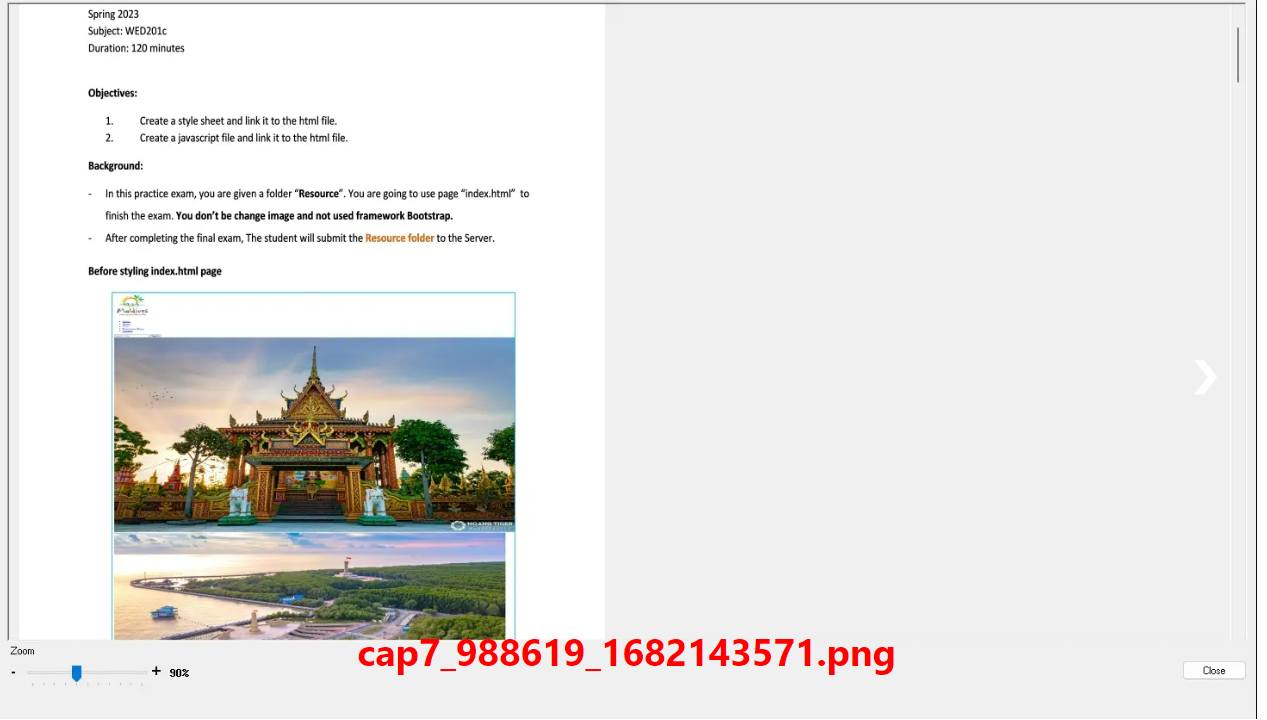 Spring 2023
Subject: WED201c
Duration: 120 minutes
Objectives:
1. Create a style sheet and link it to the html file.
2. Create a javascript file and link it to the html file.
Background:
- In this practice exam, you are given a folder “Resource”. You are going to use page “index.html” to
finish the exam. You don’t be change image and not used framework Bootstrap.
- After completing the final exam, The student will submit the Resource folder to the Server.
Before styling index.html page
Maldives
HOANG TIGER
Zoom
- + 90%
cap7_988619_1682143571.png
Close